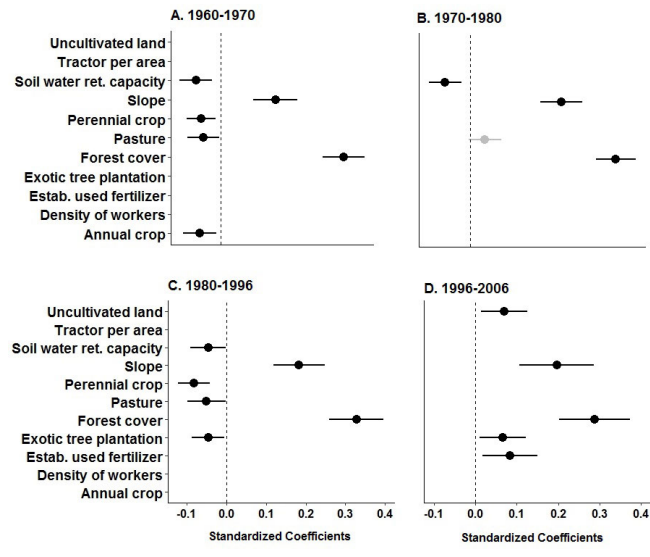 A. 1960-1970
B. 1970-1980
Uncultivated land
Tractor per area
Soil water ret. capacity
Slope
Perennial crop
Pasture
Forest cover
Exotic tree plantation
Estab. used fertilizer
Density of workers
Annual crop
C. 1980-1996
D. 1996-2006
Uncultivated land
Tractor per area
Soil water ret. capacity
Slope
Perennial crop
Pasture
Forest cover
Exotic tree plantation
Estab. used fertilizer
Density of workers
Annual crop
-0.1 0.0 0.1 0.2 0.3 0.4
-0.1 0.0 0.1 0.2 0.3 0.4
Standardized Coefficients
Standardized Coefficients